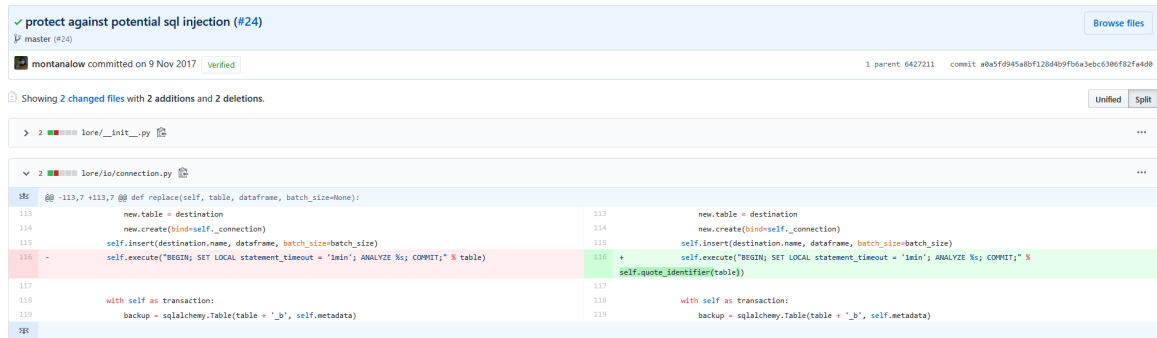 protect against potential sql injection (#24)
Browse files
master (#24)
montanalow committed on 9 Nov 2017 Verified
1 parent 6427211 commit a0a5fd945a8bf128d4b9fb6a3ebc6306f82fa4d0
Showing 2 changed files with 2 additions and 2 deletions.
Unified Split
2 lore/__init__.py
2 lore/io/connection.py
@@ -113,7 +113,7 @@ def replace(self, table, dataframe, batch_size=None):
113 new.table = destination
114 new.create(bind=self._connection)
115 self.insert(destination.name, dataframe, batch_size=batch_size)
116 - self.execute("BEGIN; SET LOCAL statement_timeout = '1min'; ANALYZE %s; COMMIT;" % table)
117
118 with self as transaction:
119 backup = sqlalchemy.Table(table + '_b', self.metadata)
113 new.table = destination
114 new.create(bind=self._connection)
115 self.insert(destination.name, dataframe, batch_size=batch_size)
116 + self.execute("BEGIN; SET LOCAL statement_timeout = '1min'; ANALYZE %s; COMMIT;" %
self.quote_identifier(table))
117
118 with self as transaction:
119 backup = sqlalchemy.Table(table + '_b', self.metadata)